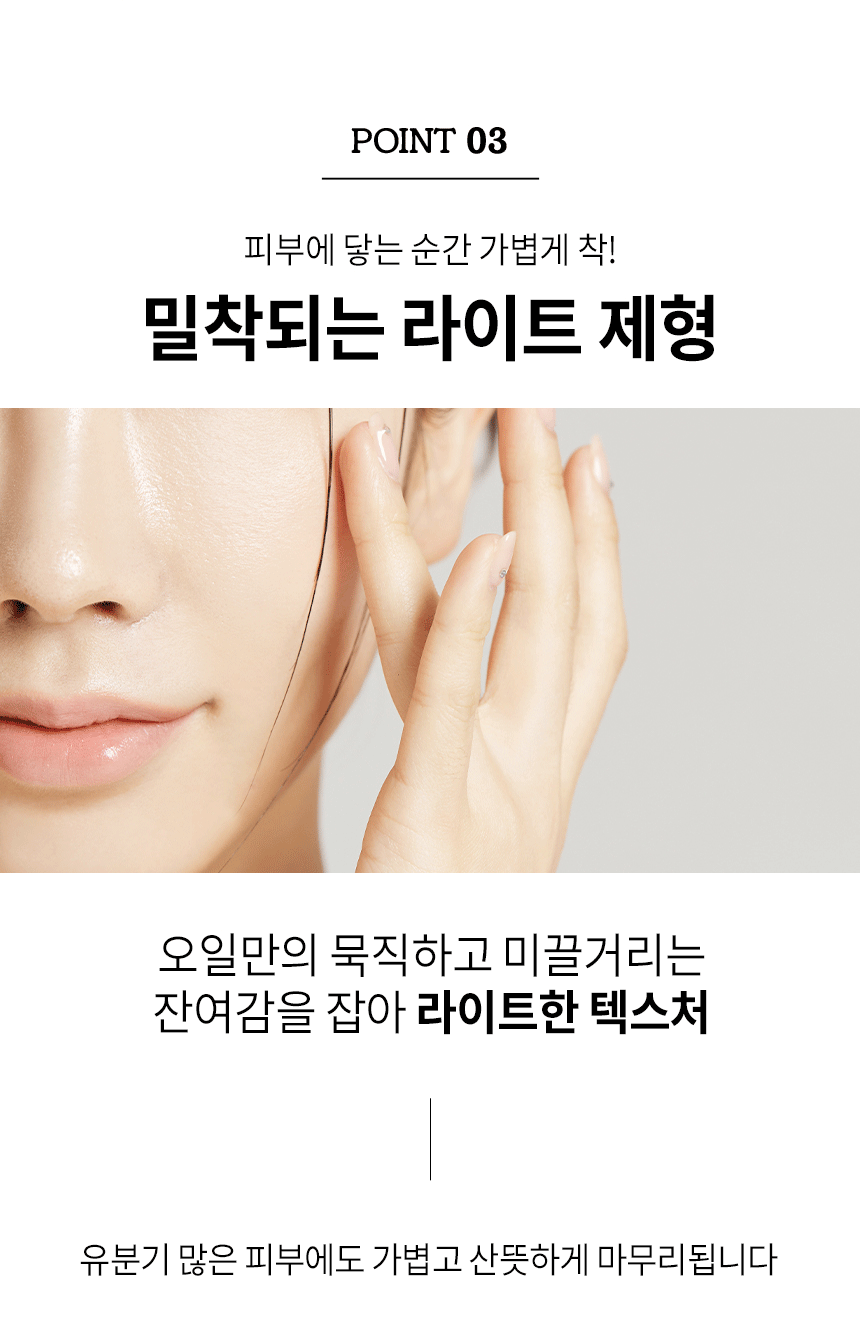 POINT 03
피부에 닿는 순간 가볍게 착!
밀착되는 라이트 제형
오일만의 묵직하고 미끌거리는
잔여감을 잡아 라이트한 텍스처
유분기 많은 피부에도 가볍고 산뜻하게 마무리됩니다